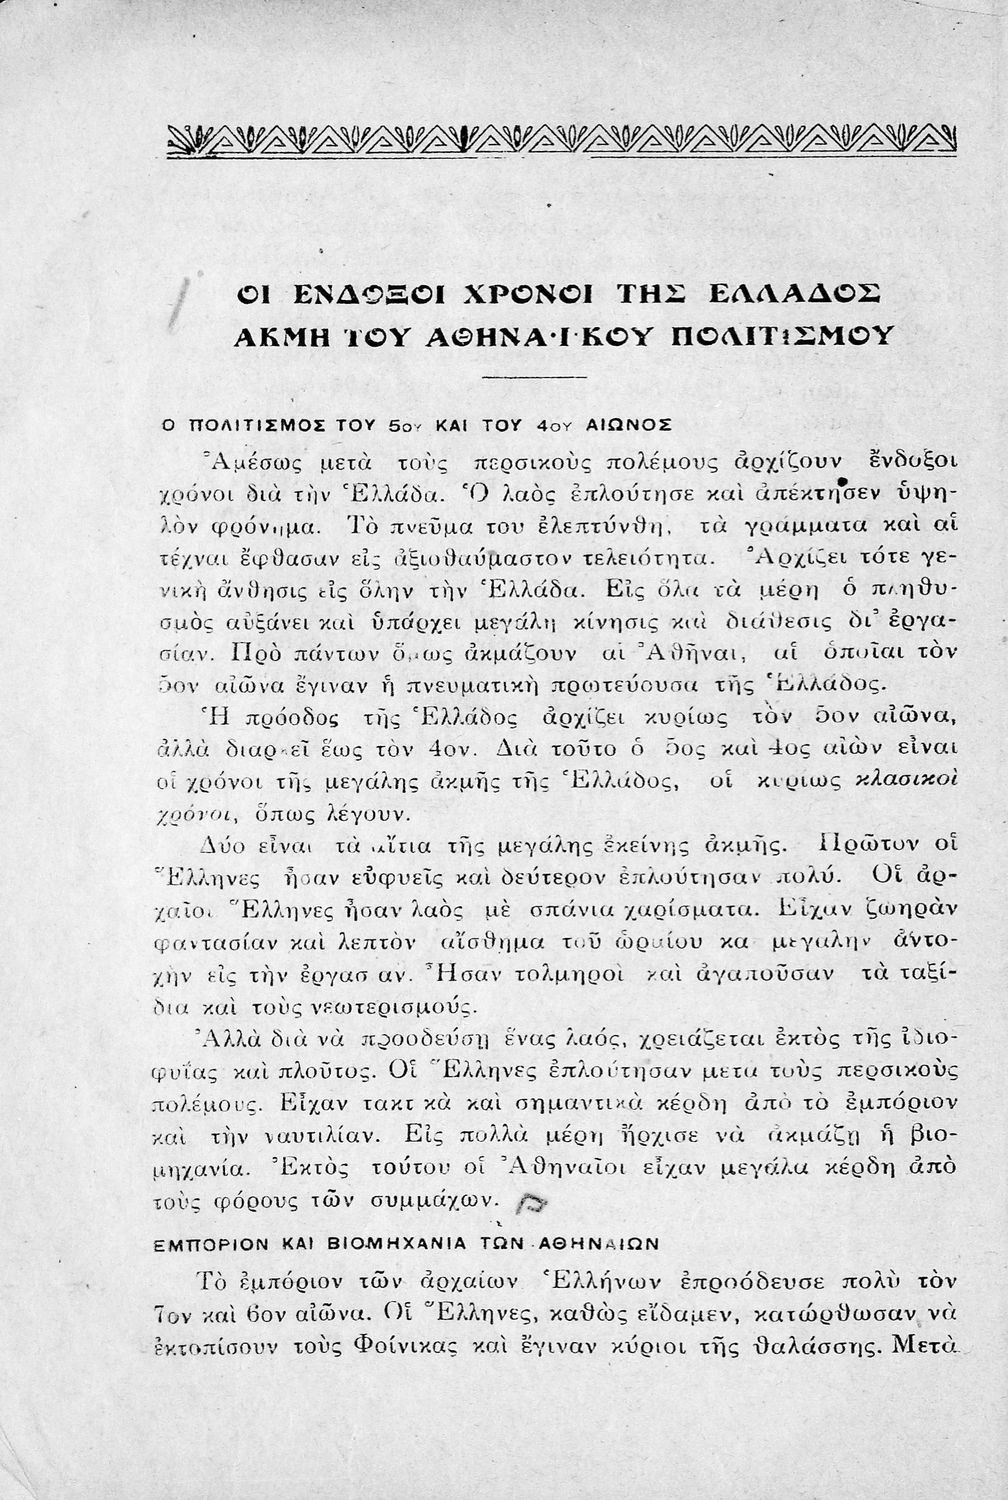 ΟΙ ΕΝΔΟΞΟΙ ΧΡΟΝΟΙ ΤΗΣ ΕΛΛΑΔΟΣ
ΑΚΜΗ ΤΟΥ ΑΘΗΝΑ·Ι·ΚΟΥ ΠΟΛΙΤΙΣΜΟΥ
Ο ΠΟΛΙΤΙΣΜΟΣ ΤΟΥ 5ου ΚΑΙ ΤΟΥ 4ου ΑΙΩΝΟΣ
Ἀμέσως μετὰ τοὺς περσικοὺς πολέμους ἀρχίζουν ἔνδοξοι
χρόνοι διὰ τὴν Ἑλλάδα. Ὁ λαὸς ἐπλούτησε καὶ ἀπέκτησεν ὑψη-
λὸν φρόνημα. Τὸ πνεῦμα του ἐλεπτύνθη, τὰ γράμματα καὶ αἱ
τέχναι ἔφθασαν εἰς ἀξιοθαύμαστον τελειότητα. Ἀρχίζει τότε γε-
νικὴ ἄνθησις εἰς ὅλην τὴν Ἑλλάδα. Εἰς ὅλα τὰ μέρη ὁ πληθυ-
σμὸς αὐξάνει καὶ ὑπάρχει μεγάλη κίνησις καὶ διάθεσις δι' ἐργα-
σίαν. Πρὸ πάντων ὅμως ἀκμάζουν αἱ Ἀθῆναι, αἱ ὁποῖαι τὸν
5ον αἰῶνα ἔγιναν ἡ πνευματικὴ πρωτεύουσα τῆς Ἑλλάδος.
Ἡ πρόοδος τῆς Ἑλλάδος ἀρχίζει κυρίως τὸν 5ον αἰῶνα,
ἀλλὰ διαρκεῖ ἕως τὸν 4ον. Διὰ τοῦτο ὁ 5ος καὶ 4ος αἰὼν εἶναι
οἱ χρόνοι τῆς μεγάλης ἀκμῆς τῆς Ἑλλάδος, οἱ κυρίως κλασικοὶ
χρόνοι, ὅπως λέγουν.
Δύο εἶναι τὰ αἴτια τῆς μεγάλης ἐκείνης ἀκμῆς. Πρῶτον οἱ
Ἕλληνες ἦσαν εὐφυεῖς καὶ δεύτερον ἐπλούτησαν πολύ. Οἱ ἀρ-
χαῖοι Ἕλληνες ἦσαν λαὸς μὲ σπάνια χαρίσματα. Εἶχαν ζωηρὰν
φαντασίαν καὶ λεπτὸν αἴσθημα τοῦ ὡραίου κα μεγάλην ἀντο-
χὴν εἰς τὴν ἐργασ αν. Ἦσαν τολμηροὶ καὶ ἀγαποῦσαν τὰ ταξί-
δια καὶ τοὺς νεωτερισμούς.
Ἀλλὰ διὰ νὰ προοδεύσῃ ἕνας λαός, χρειάζεται ἐκτὸς τῆς ἰδιο-
φυΐας καὶ πλοῦτος. Οἱ Ἕλληνες ἐπλούτησαν μετὰ τοὺς περσικοὺς
πολέμους. Εἶχαν τακτ κὰ καὶ σημαντικὰ κέρδη ἀπὸ τὸ ἐμπόριον
καὶ τὴν ναυτιλίαν. Εἰς πολλὰ μέρη ἤρχισε νὰ ἀκμάζῃ ἡ βιο-
μηχανία. Ἐκτὸς τούτου οἱ Ἀθηναῖοι εἶχαν μεγάλα κέρδη ἀπὸ
τοὺς φόρους τῶν συμμάχων.
ΕΜΠΟΡΙΟΝ ΚΑΙ ΒΙΟΜΗΧΑΝΙΑ ΤΩΝ ΑΘΗΝΑΙΩΝ
Τὸ ἐμπόριον τῶν ἀρχαίων Ἑλλήνων ἐπροόδευσε πολὺ τὸν
7ον καὶ 6ον αἰῶνα. Οἱ Ἕλληνες, καθὼς εἴδαμεν, κατώρθωσαν νὰ
ἐκτοπίσουν τοὺς Φοίνικας καὶ ἔγιναν κύριοι τῆς θαλάσσης. Μετὰ